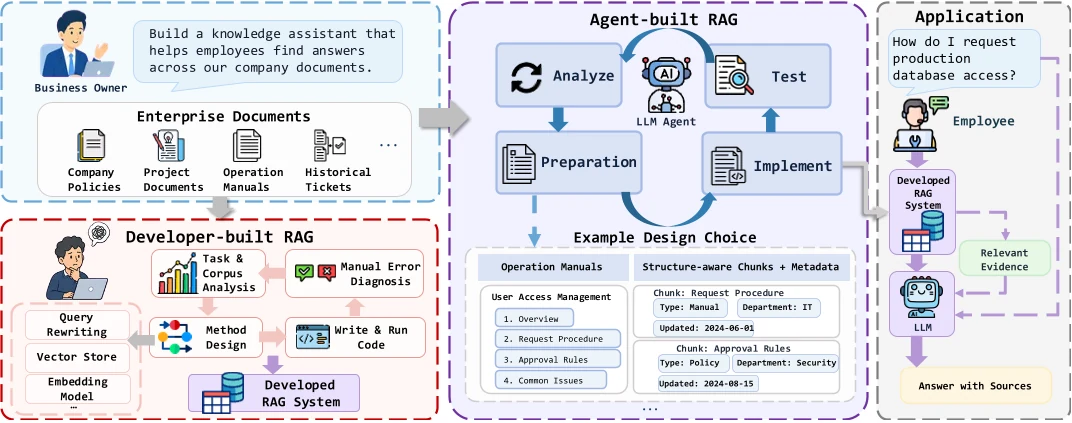 Build a knowledge assistant that
helps employees find answers
across our company documents.
Business Owner
Enterprise Documents
Company
Policies
Project
Documents
Operation
Manuals
Historical
Tickets
...
Developer-built RAG
Task &
Corpus
Analysis
Manual Error
Diagnosis
Method
Design
Write & Run
Code
Query
Rewriting
Vector Store
Embedding
Model
...
Developed
RAG System
Agent-built RAG
Analyze
AI
LLM Agent
Test
Preparation
Implement
Example Design Choice
Operation Manuals
Structure-aware Chunks + Metadata
User Access Management
1. Overview
2. Request Procedure
3. Approval Rules
4. Common Issues
Chunk: Request Procedure
Type: Manual
Department: IT
Updated: 2024-06-01
Chunk: Approval Rules
Type: Policy
Department: Security
Updated: 2024-08-15
...
Application
How do I request
production
database access?
Employee
Developed
RAG
System
Relevant
Evidence
AI
LLM
Answer with Sources